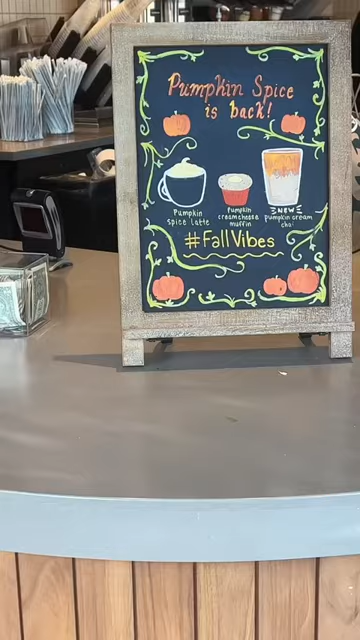 Pumpkin Spice
is back!
Pumpkin
spice latte
pumpkin
creamcheese
muffin
NEW
pumpkin cream
chai
#FallVibes